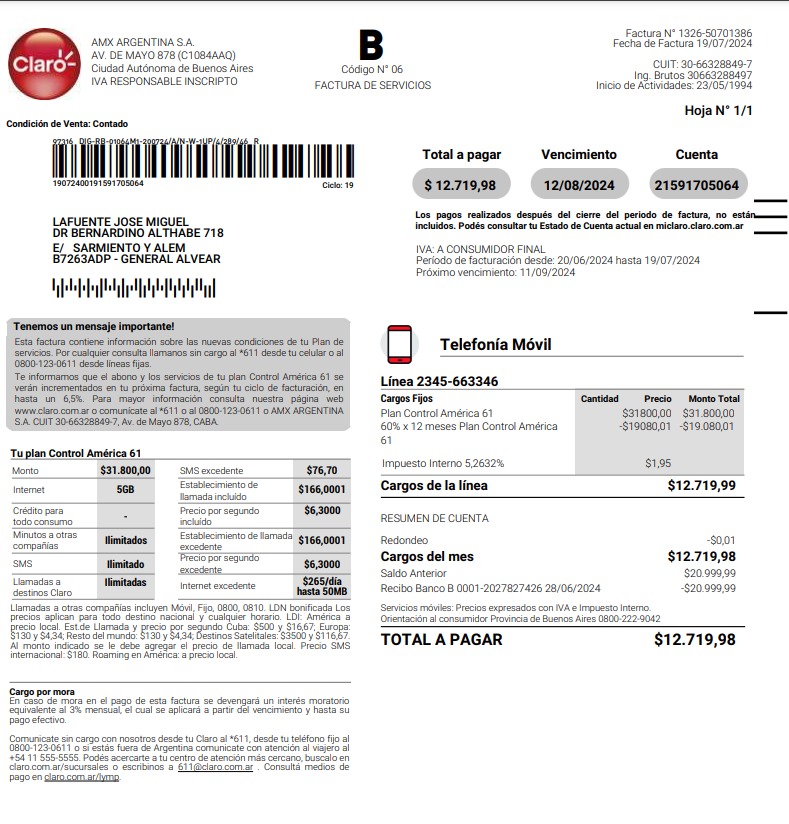 Claro
AMX ARGENTINA S.A.
AV. DE MAYO 878 (C1084AAQ)
Ciudad Autónoma de Buenos Aires
IVA RESPONSABLE INSCRIPTO
B
Código N° 06
FACTURA DE SERVICIOS
Factura N° 1326-50701386
Fecha de Factura 19/07/2024
CUIT: 30-66328849-7
Ing. Brutos 30663288497
Inicio de Actividades: 23/05/1994
Hoja N° 1/1
Condición de Venta: Contado
97316 DIG-RB-01064M1-200724/A/N-W-1UP/4/289/46 R
19072400191591705064
Ciclo: 19
Total a pagar
Vencimiento
Cuenta
$ 12.719,98
12/08/2024
21591705064
Los pagos realizados después del cierre del periodo de factura, no están
incluidos. Podés consultar tu Estado de Cuenta actual en miclaro.claro.com.ar
IVA: A CONSUMIDOR FINAL
Período de facturación desde: 20/06/2024 hasta 19/07/2024
Próximo vencimiento: 11/09/2024
LAFUENTE JOSE MIGUEL
DR BERNARDINO ALTHABE 718
E/ SARMIENTO Y ALEM
B7263ADP - GENERAL ALVEAR
Tenemos un mensaje importante!
Esta factura contiene información sobre las nuevas condiciones de tu Plan de
servicios. Por cualquier consulta llamanos sin cargo al *611 desde tu celular o al
0800-123-0611 desde líneas fijas.
Te informamos que el abono y los servicios de tu plan Control América 61 se
verán incrementados en tu próxima factura, según tu ciclo de facturación, en
hasta un 6,5%. Para mayor información consulta nuestra página web
www.claro.com.ar o comunícate al *611 o al 0800-123-0611 o AMX ARGENTINA
S.A. CUIT 30-66328849-7, Av. de Mayo 878, CABA.
Tu plan Control América 61
Monto $31.800,00 SMS excedente $76,70
Internet 5GB Establecimiento de
llamada incluído $166,0001
Crédito para
todo consumo - Precio por segundo
incluído $6,3000
Minutos a otras
compañías Ilimitados Establecimiento de llamada
excedente $166,0001
SMS Ilimitado Precio por segundo
excedente $6,3000
Llamadas a
destinos Claro Ilimitadas Internet excedente $265/día
hasta 50MB
Llamadas a otras compañías incluyen Móvil, Fijo, 0800, 0810. LDN bonificada Los
precios aplican para todo destino nacional y cualquier horario. LDI: América a
precio local. Est.de Llamada y precio por segundo Cuba: $500 y $16,67; Europa:
$130 y $4,34; Resto del mundo: $130 y $4,34; Destinos Satelitales: $3500 y $116,67.
Al monto indicado se le debe agregar el precio de llamada local. Precio SMS
internacional: $180. Roaming en América: a precio local.
Cargo por mora
En caso de mora en el pago de esta factura se devengará un interés moratorio
equivalente al 3% mensual, el cual se aplicará a partir del vencimiento y hasta su
pago efectivo.
Comunicate sin cargo con nosotros desde tu Claro al *611, desde tu teléfono fijo al
0800-123-0611 o si estás fuera de Argentina comunicate con atención al viajero al
+54 11 555-5555. Podés acercarte a tu centro de atención más cercano, buscalo en
claro.com.ar/sucursales o escribinos a 611@claro.com.ar . Consultá medios de
pago en claro.com.ar/lymp.
Telefonía Móvil
Línea 2345-663346
Cargos Fijos Cantidad Precio Monto Total
Plan Control América 61 $31800,00 $31.800,00
60% x 12 meses Plan Control América -$19080,01 -$19.080,01
61
Impuesto Interno 5,2632% $1,95
Cargos de la línea $12.719,99
RESUMEN DE CUENTA
Redondeo -$0,01
Cargos del mes $12.719,98
Saldo Anterior $20.999,99
Recibo Banco B 0001-2027827426 28/06/2024 -$20.999,99
Servicios móviles: Precios expresados con IVA e Impuesto Interno.
Orientación al consumidor Provincia de Buenos Aires 0800-222-9042
TOTAL A PAGAR $12.719,98